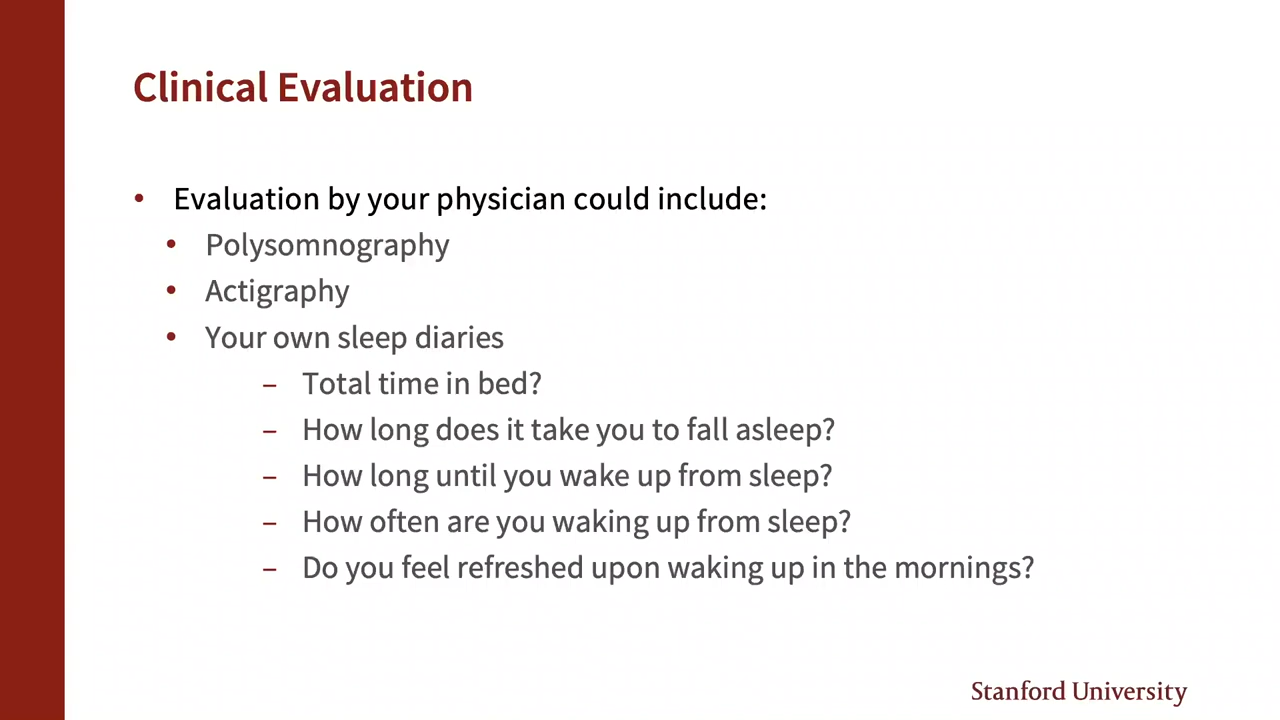 Clinical Evaluation
• Evaluation by your physician could include:
• Polysomnography
• Actigraphy
• Your own sleep diaries
– Total time in bed?
– How long does it take you to fall asleep?
– How long until you wake up from sleep?
– How often are you waking up from sleep?
– Do you feel refreshed upon waking up in the mornings?
Stanford University